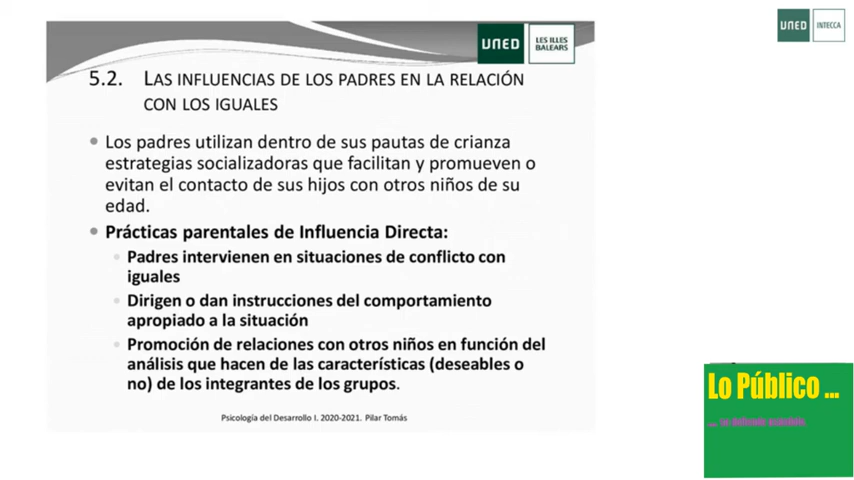 UNED
LES ILLES
BALEARS
UNED
INTECCA
5.2. LAS INFLUENCIAS DE LOS PADRES EN LA RELACIÓN
CON LOS IGUALES
Los padres utilizan dentro de sus pautas de crianza
estrategias socializadoras que facilitan y promueven o
evitan el contacto de sus hijos con otros niños de su
edad.
Prácticas parentales de Influencia Directa:
Padres intervienen en situaciones de conflicto con
iguales
Dirigen o dan instrucciones del comportamiento
apropiado a la situación
Promoción de relaciones con otros niños en función del
análisis que hacen de las características (deseables o
no) de los integrantes de los grupos.
Psicología del Desarrollo I. 2020-2021. Pilar Tomás
Lo Público ...